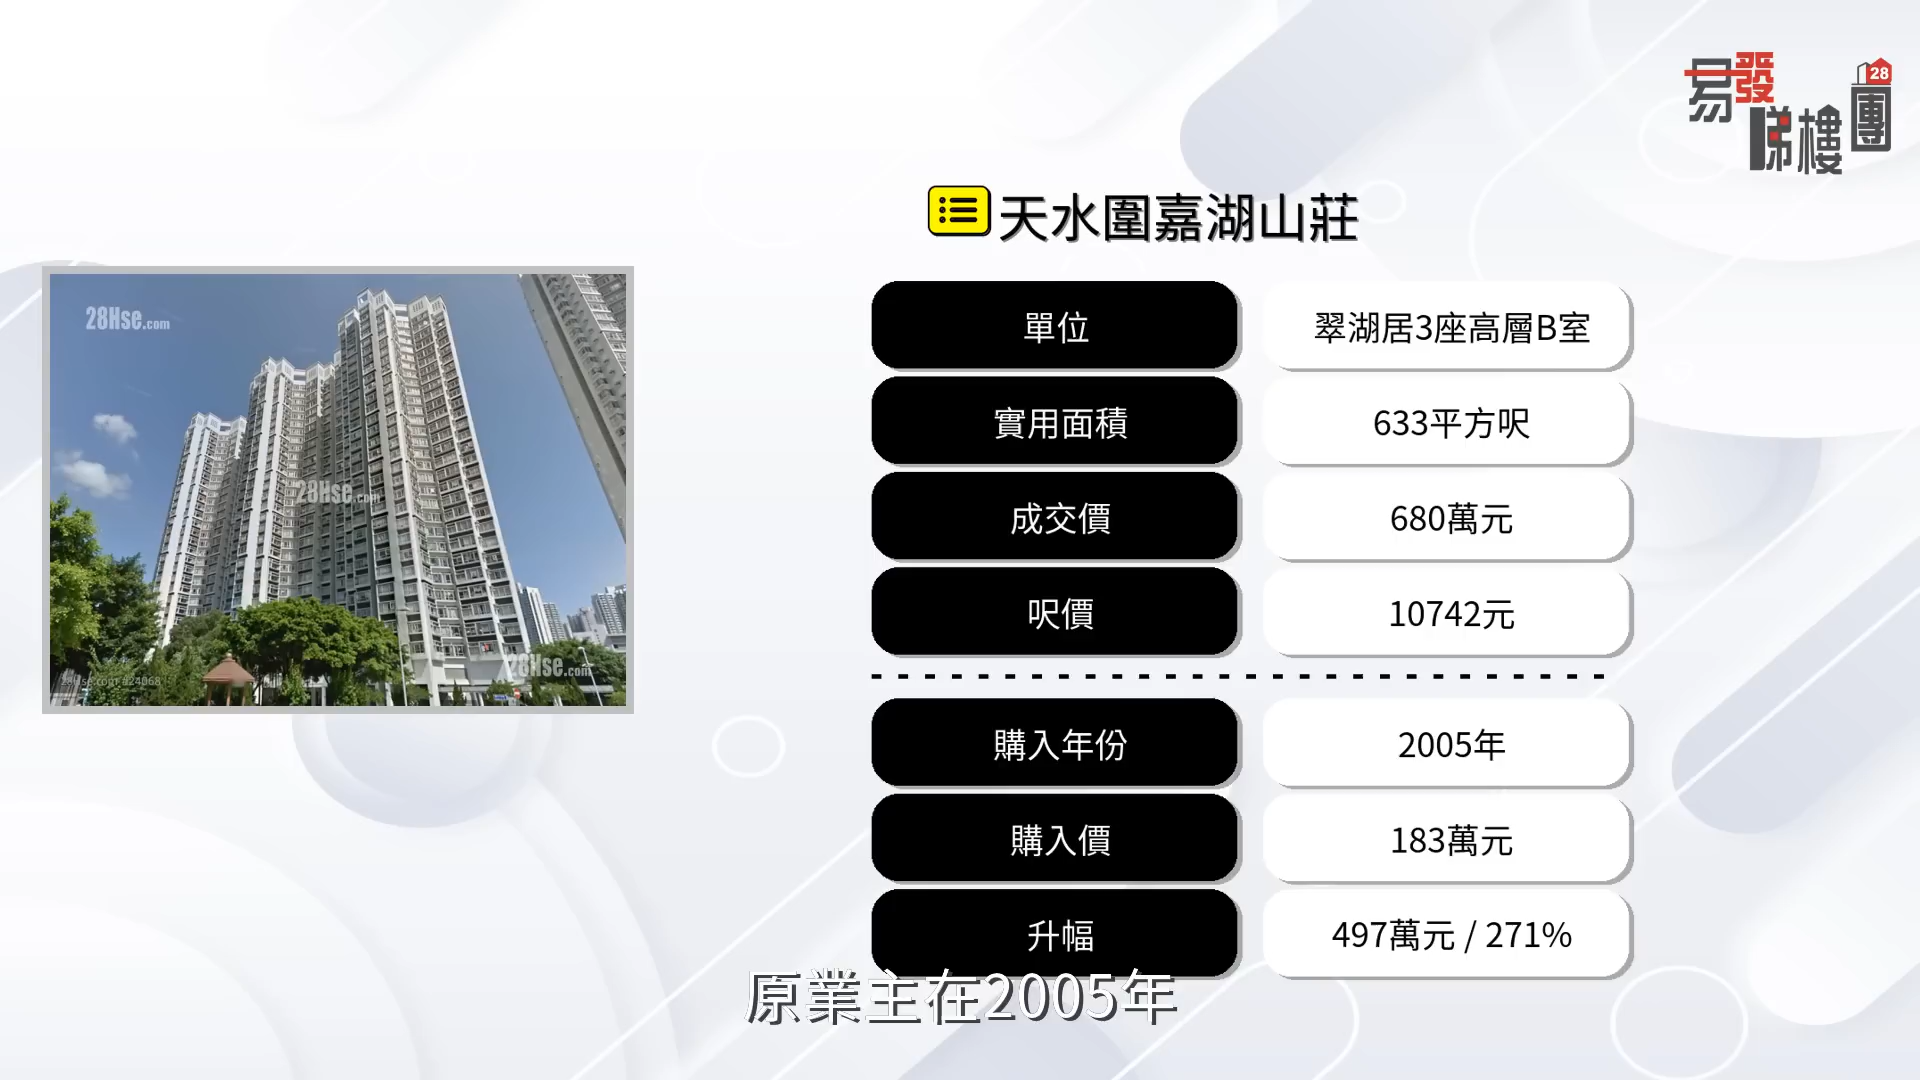 易發
睇樓團
28
天水圍嘉湖山莊
28Hse.com
28Hse.com
28Hse.com
28Hse.com #24068
單位 翠湖居3座高層B室
實用面積 633平方呎
成交價 680萬元
呎價 10742元
購入年份 2005年
購入價 183萬元
升幅 497萬元 / 271%
原業主在2005年